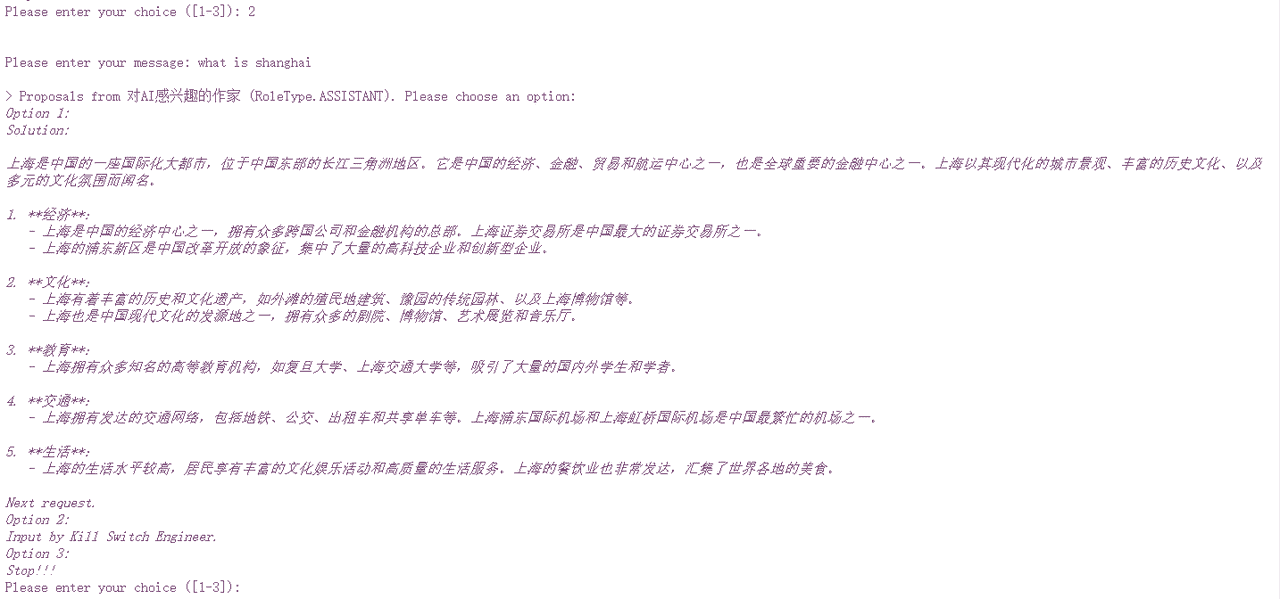 Please enter your choice ([1-3]): 2
Please enter your message: what is shanghai
> Proposals from 对AI感兴趣的作家 (RoleType.ASSISTANT). Please choose an option:
Option 1:
Solution:
上海是中国的一座国际化大都市，位于中国东部的长江三角洲地区。它是中国的经济、金融、贸易和航运中心之一，也是全球重要的金融中心之一。上海以其现代化的城市景观、丰富的历史文化、以及
多元的文化氛围而闻名。
1. **经济**:
- 上海是中国的经济中心之一，拥有众多跨国公司和金融机构的总部。上海证券交易所是中国最大的证券交易所之一。
- 上海的浦东新区是中国改革开放的象征，集中了大量的高科技企业和创新型企业。
2. **文化**:
- 上海有着丰富的历史和文化遗产，如外滩的殖民地建筑、豫园的传统园林、以及上海博物馆等。
- 上海也是中国现代文化的发源地之一，拥有众多的剧院、博物馆、艺术展览和音乐厅。
3. **教育**:
- 上海拥有众多知名的高等教育机构，如复旦大学、上海交通大学等，吸引了大量的国内外学生和学者。
4. **交通**:
- 上海拥有发达的交通网络，包括地铁、公交、出租车和共享单车等。上海浦东国际机场和上海虹桥国际机场是中国最繁忙的机场之一。
5. **生活**:
- 上海的生活水平较高，居民享有丰富的文化娱乐活动和高质量的生活服务。上海的餐饮业也非常发达，汇集了世界各地的美食。
Next request.
Option 2:
Input by Kill Switch Engineer.
Option 3:
Stop!!!
Please enter your choice ([1-3]):